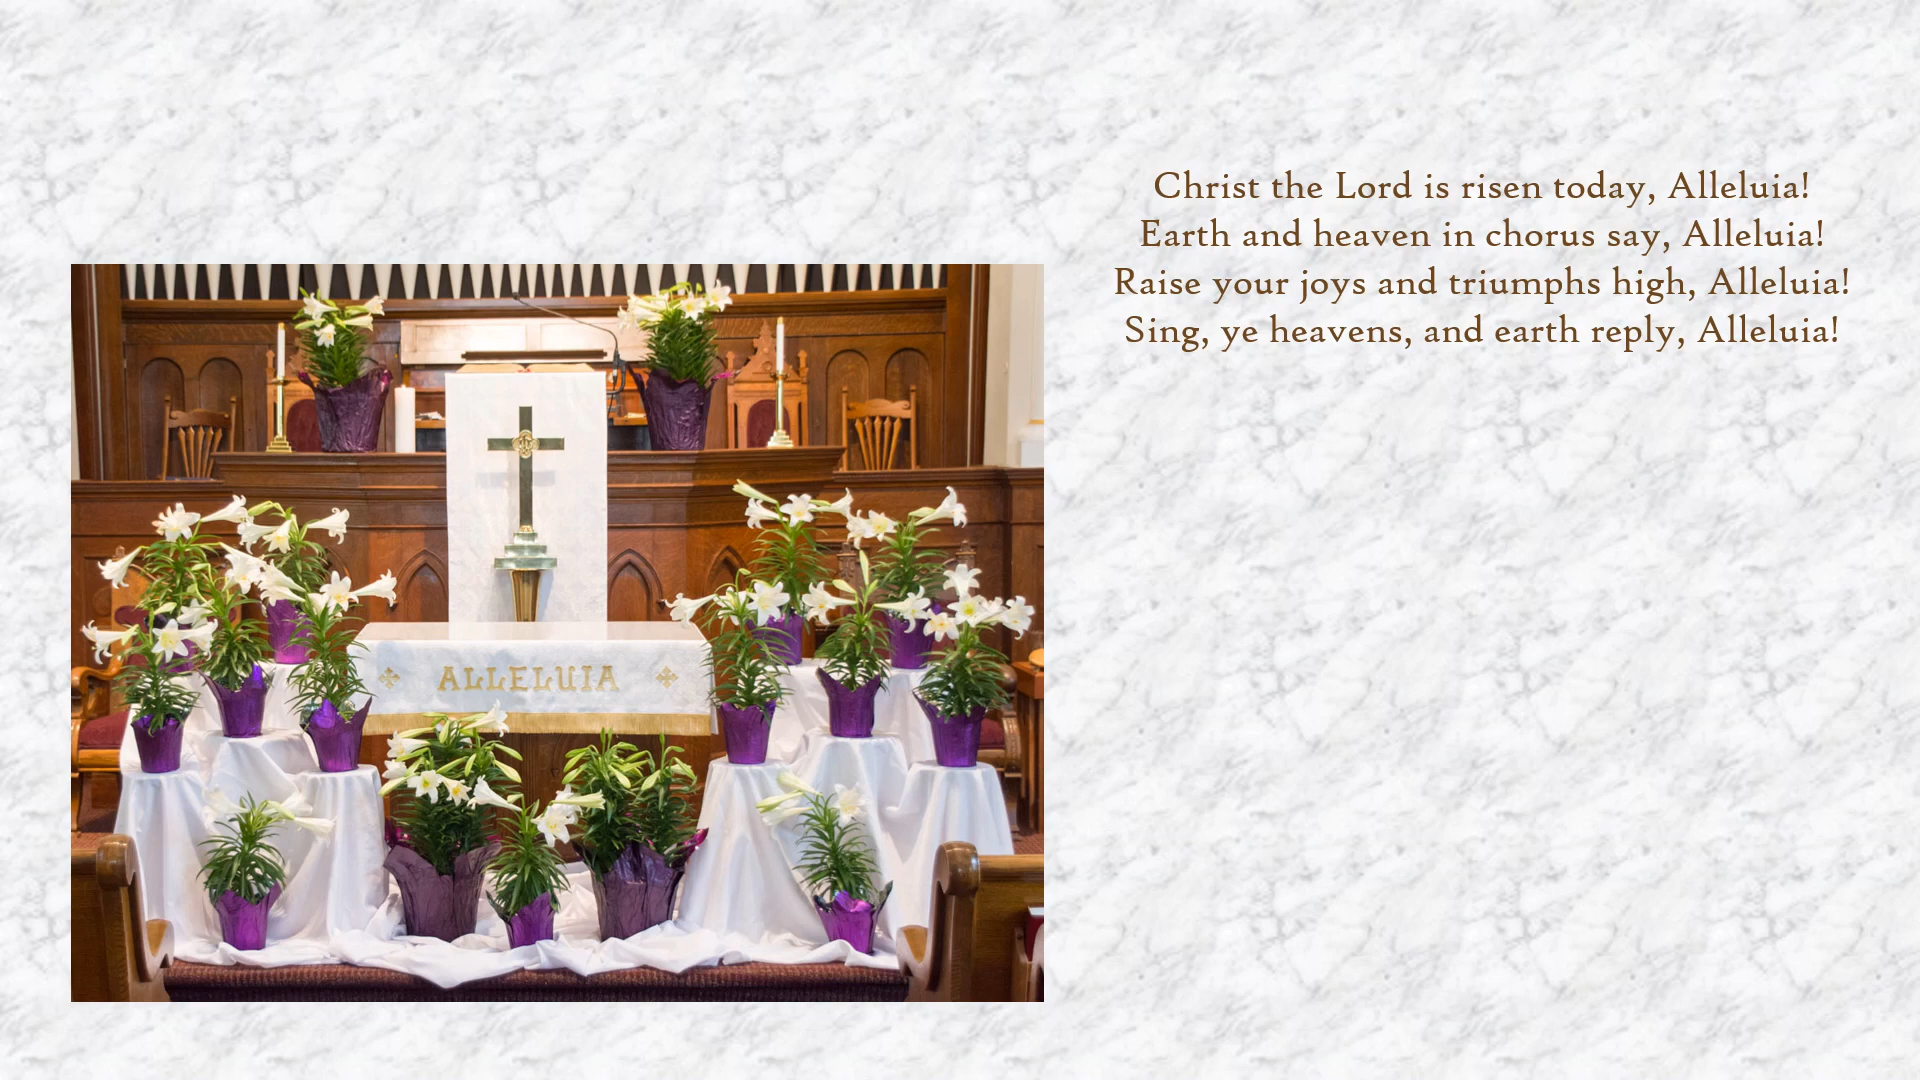 Christ the Lord is risen today, Alleluia!
Earth and heaven in chorus say, Alleluia!
Raise your joys and triumphs high, Alleluia!
Sing, ye heavens, and earth reply, Alleluia!
ALLELUIA